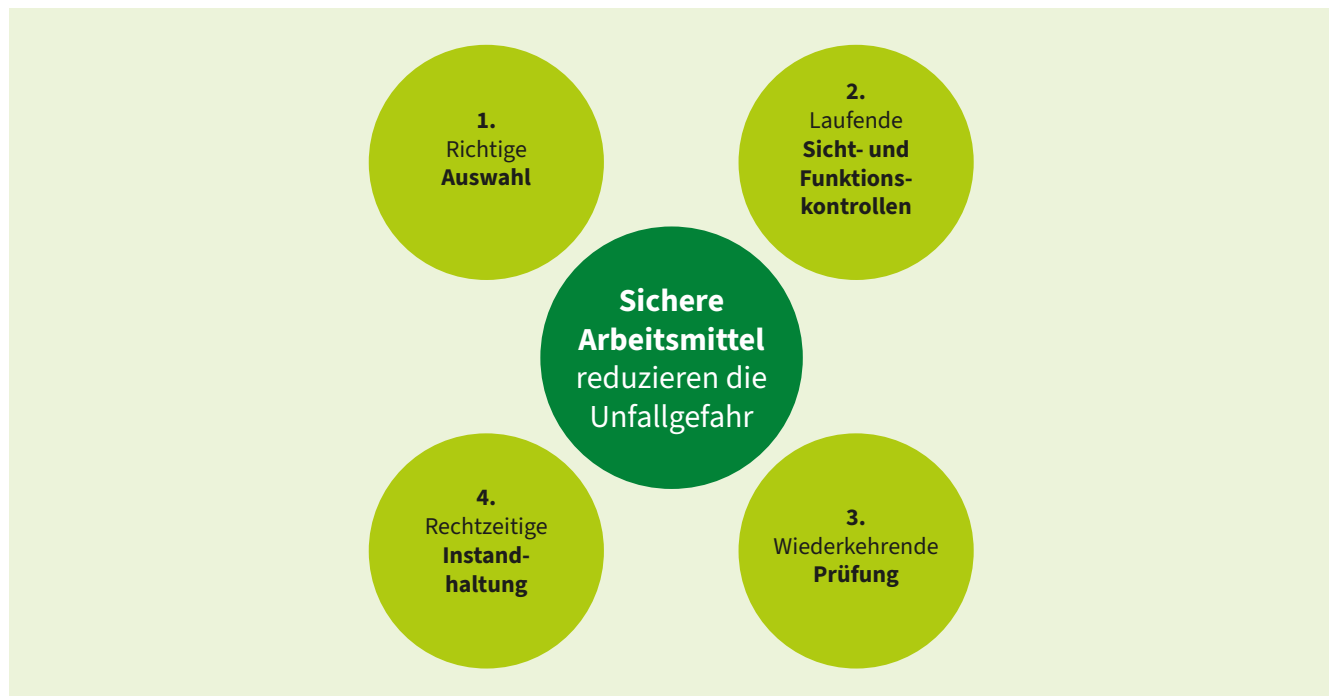 1.
Richtige
Auswahl
2.
Laufende
Sicht- und
Funktions-
kontrollen
Sichere
Arbeitsmittel
reduzieren die
Unfallgefahr
4.
Rechtzeitige
Instand-
haltung
3.
Wiederkehrende
Prüfung